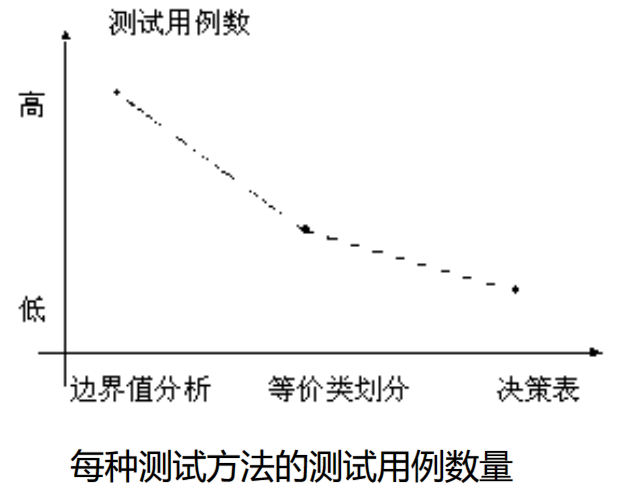 测试用例数
高
低
边界值分析 等价类划分 决策表
每种测试方法的测试用例数量